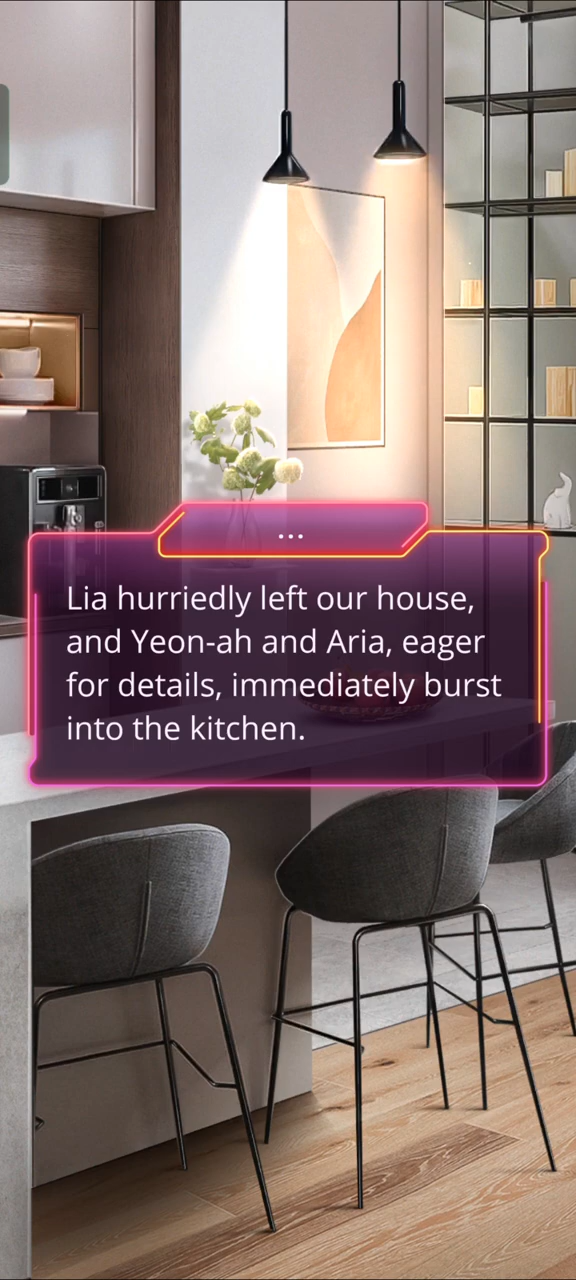 ...
Lia hurriedly left our house,
and Yeon-ah and Aria, eager
for details, immediately burst
into the kitchen.